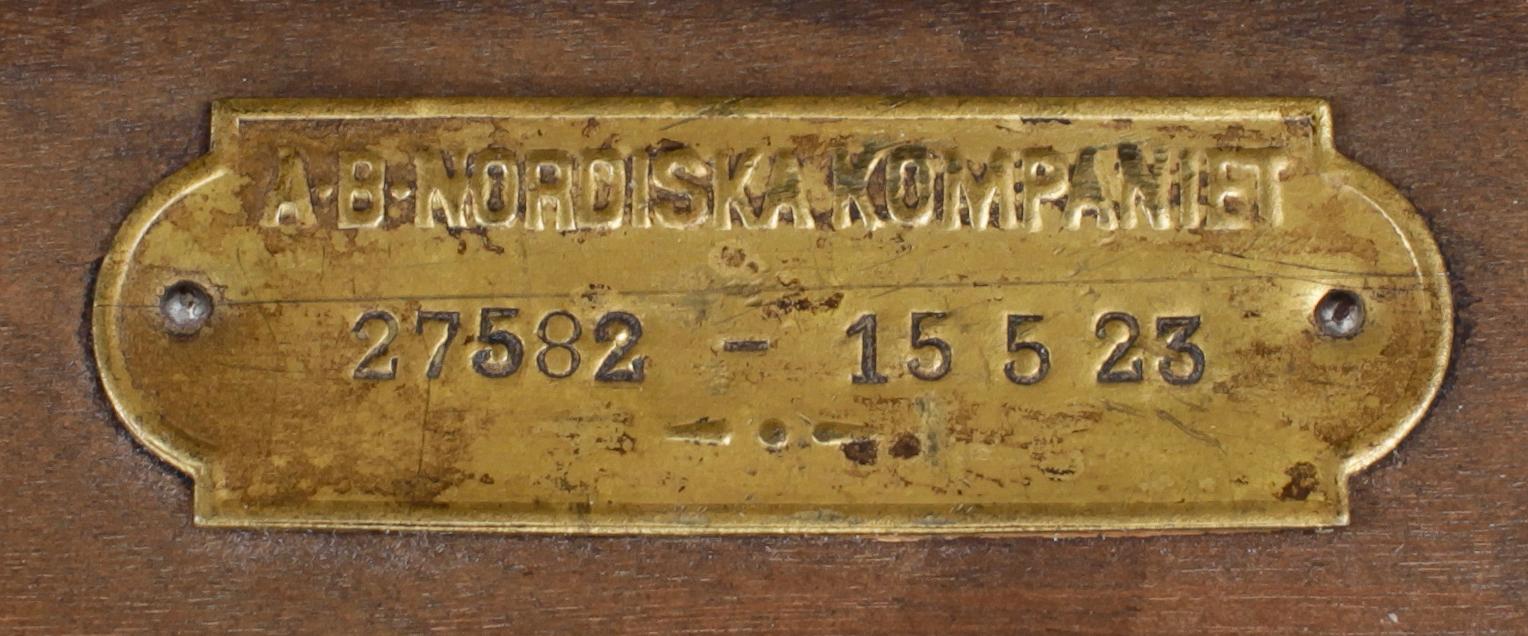 A·B·NORDISKA KOMPANIET
27582 - 15 5 23